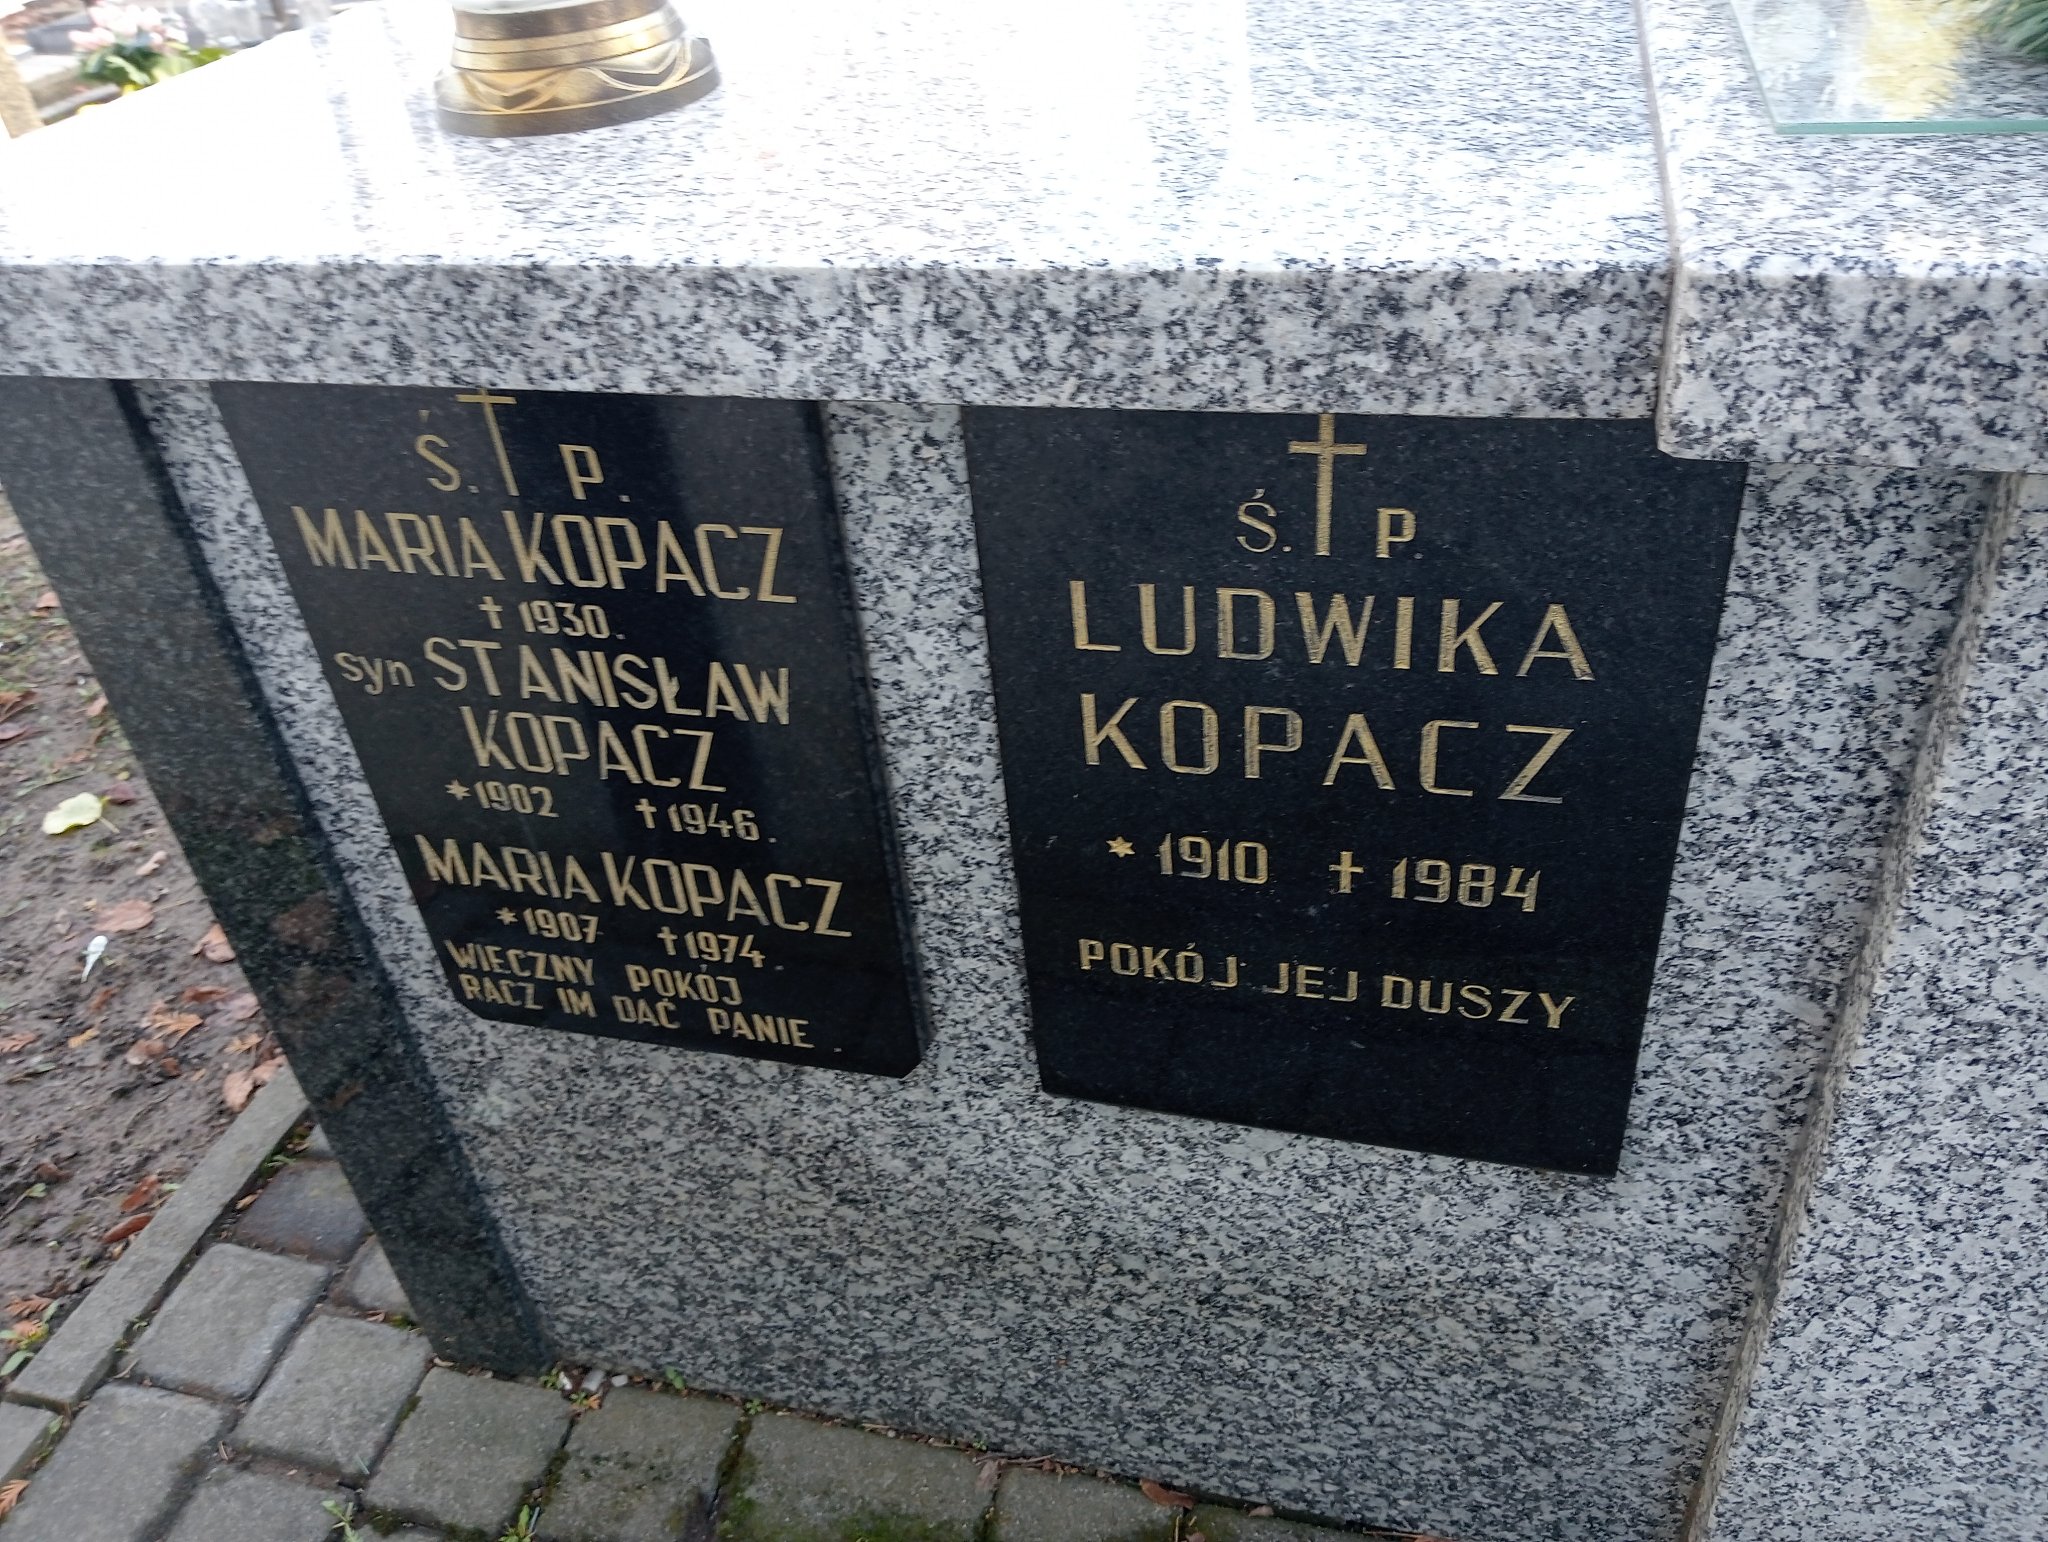 Ś. † P.
MARIA KOPACZ
† 1930.
syn STANISŁAW
KOPACZ
*1902 †1946.
MARIA KOPACZ
*1907 †1974.
WIECZNY POKÓJ
RACZ IM DAĆ PANIE.
Ś. † P.
LUDWIKA
KOPACZ
* 1910 † 1984
POKÓJ JEJ DUSZY